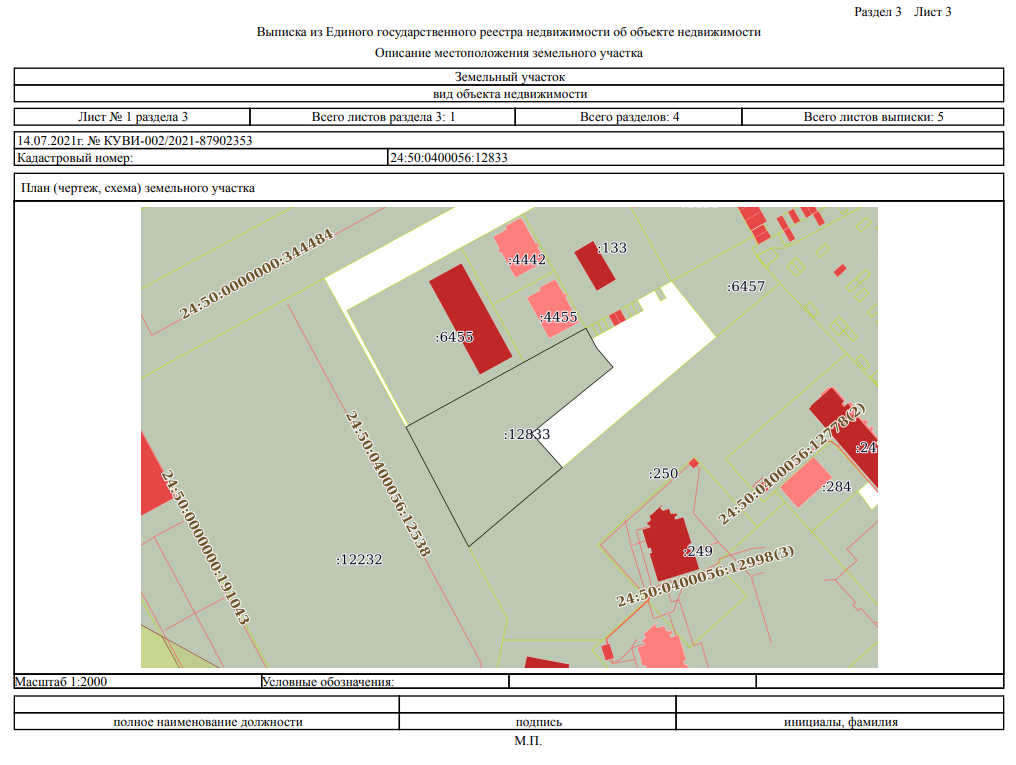 Раздел 3 Лист 3
Выписка из Единого государственного реестра недвижимости об объекте недвижимости
Описание местоположения земельного участка
Земельный участок
вид объекта недвижимости
Лист № 1 раздела 3 Всего листов раздела 3: 1 Всего разделов: 4 Всего листов выписки: 5
14.07.2021г. № КУВИ-002/2021-87902353
Кадастровый номер: 24:50:0400056:12833
План (чертеж, схема) земельного участка
24:50:0000000:344484
:4442
:133
:6457
:4455
:6455
:12833
24:50:0400056:12538
24:50:0400056:12778(2)
:24
:250
:284
24:50:0000000:191043
:12232
:249
24:50:0400056:12998(3)
Масштаб 1:2000 Условные обозначения:
полное наименование должности подпись инициалы, фамилия
М.П.